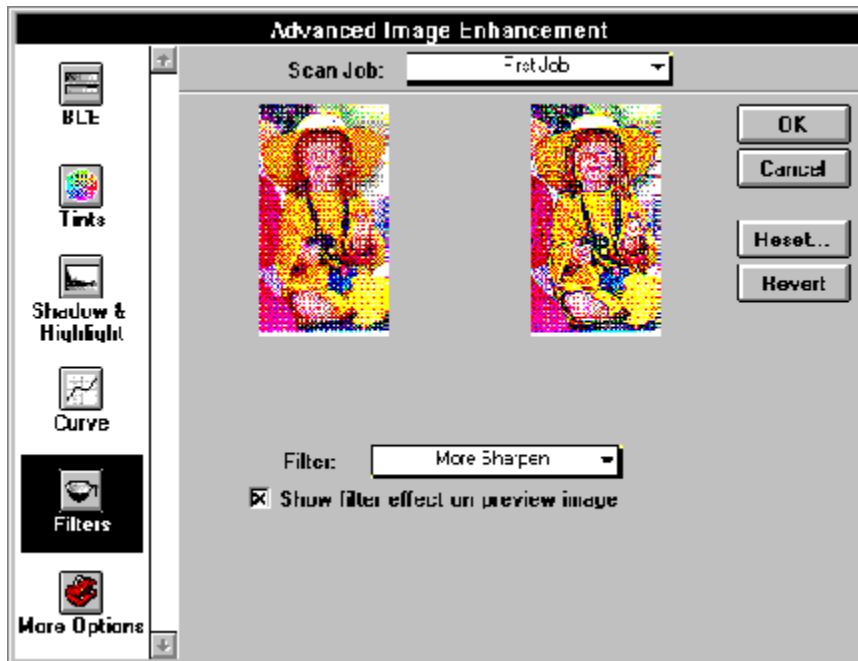 Advanced Image Enhancement
Scan Job: First Job
BLE
Tints
Shadow &
Highlight
Curve
Filters
More Options
OK
Cancel
Reset...
Revert
Filter: More Sharpen
Show filter effect on preview image